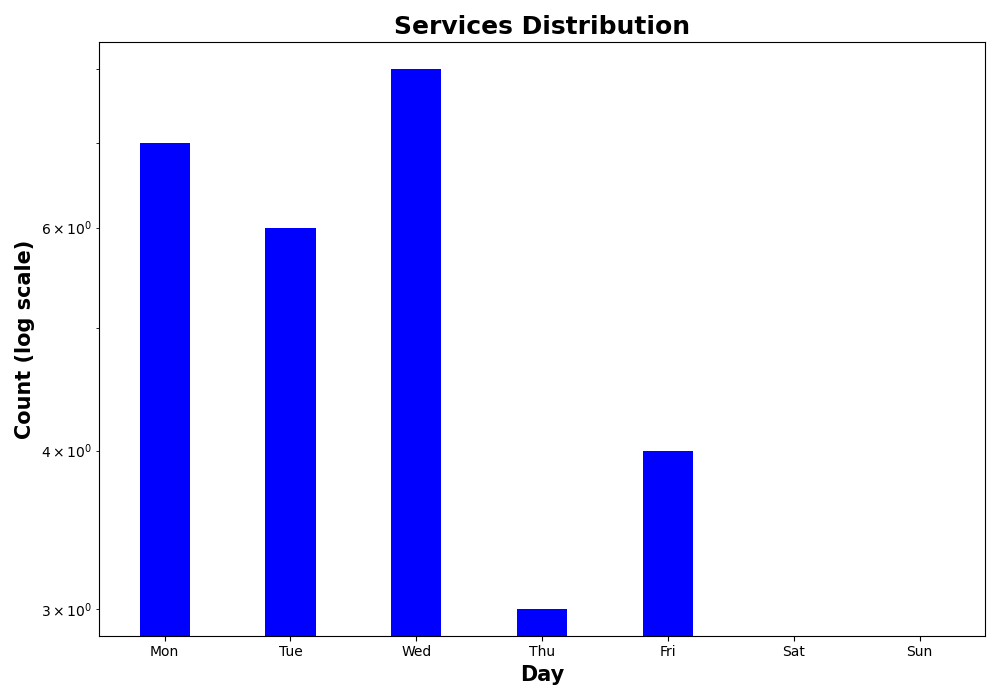 Services Distribution
Count (log scale)
6 × 10⁰
4 × 10⁰
3 × 10⁰
Mon Tue Wed Thu Fri Sat Sun
Day